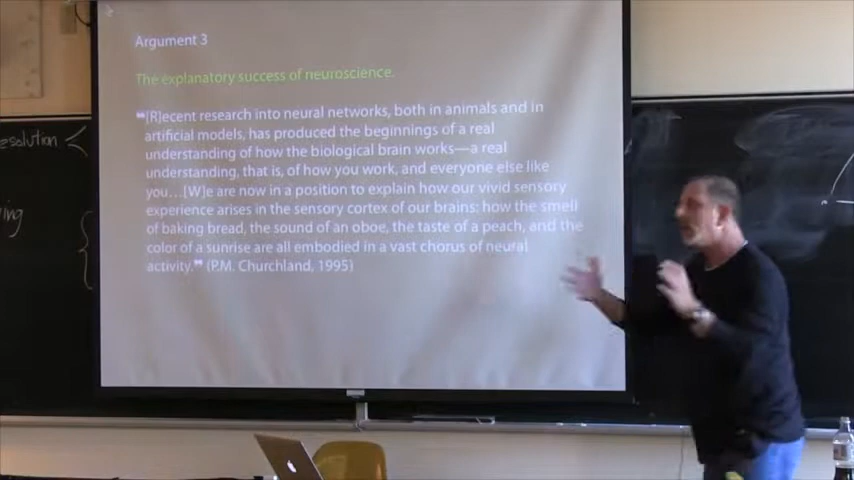 Argument 3
The explanatory success of neuroscience.
❝[R]ecent research into neural networks, both in animals and in
artificial models, has produced the beginnings of a real
understanding of how the biological brain works—a real
understanding, that is, of how you work, and everyone else like
you…[W]e are now in a position to explain how our vivid sensory
experience arises in the sensory cortex of our brains: how the smell
of baking bread, the sound of an oboe, the taste of a peach, and the
color of a sunrise are all embodied in a vast chorus of neural
activity.❞ (P.M. Churchland, 1995)